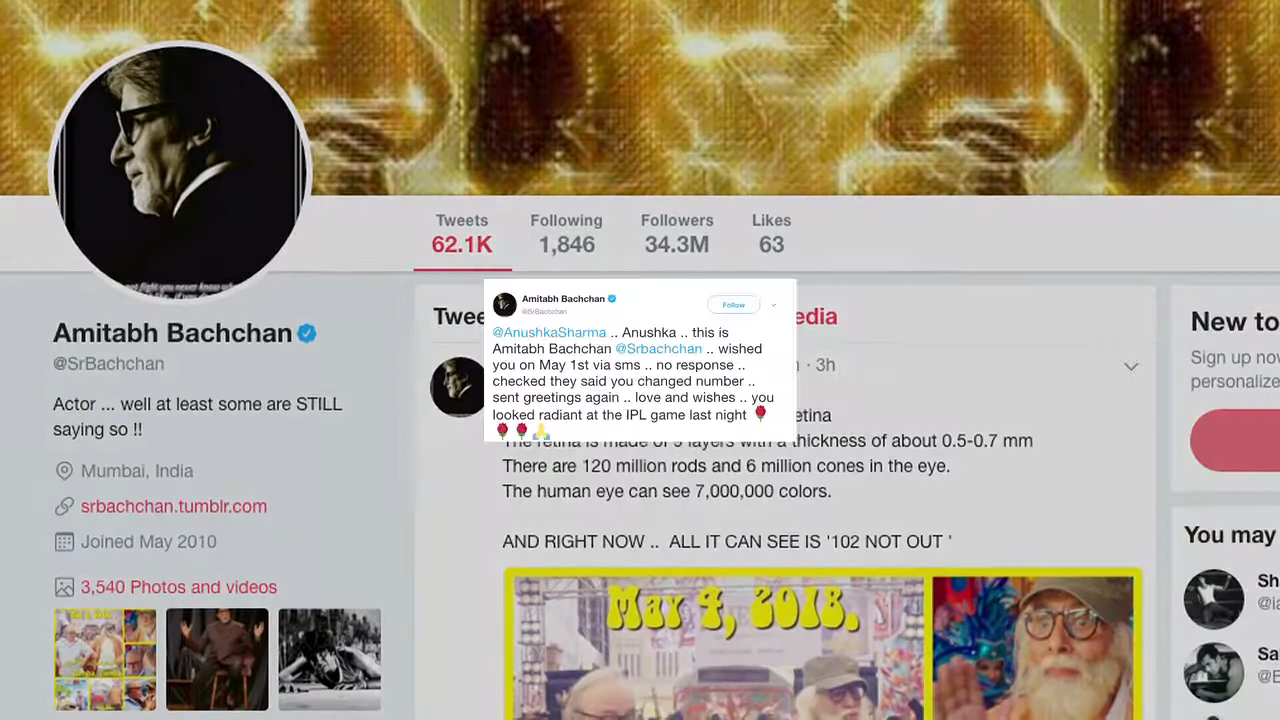 Tweets
Following
Followers
Likes
62.1K
1,846
34.3M
63
Amitabh Bachchan
@SrBachchan
Actor ... well at least some are STILL
saying so !!
Mumbai, India
srbachchan.tumblr.com
Joined May 2010
3,540 Photos and videos
Amitabh Bachchan
@SrBachchan
Follow
@AnushkaSharma .. Anushka .. this is
Amitabh Bachchan @Srbachchan .. wished
you on May 1st via sms .. no response ..
checked they said you changed number ..
sent greetings again .. love and wishes .. you
looked radiant at the IPL game last night 🌹
🌹🌹🙏
3h
The retina is made of 9 layers with a thickness of about 0.5-0.7 mm
There are 120 million rods and 6 million cones in the eye.
The human eye can see 7,000,000 colors.
AND RIGHT NOW .. ALL IT CAN SEE IS '102 NOT OUT '
May 4, 2018.
New to
Sign up now
personalize
You may